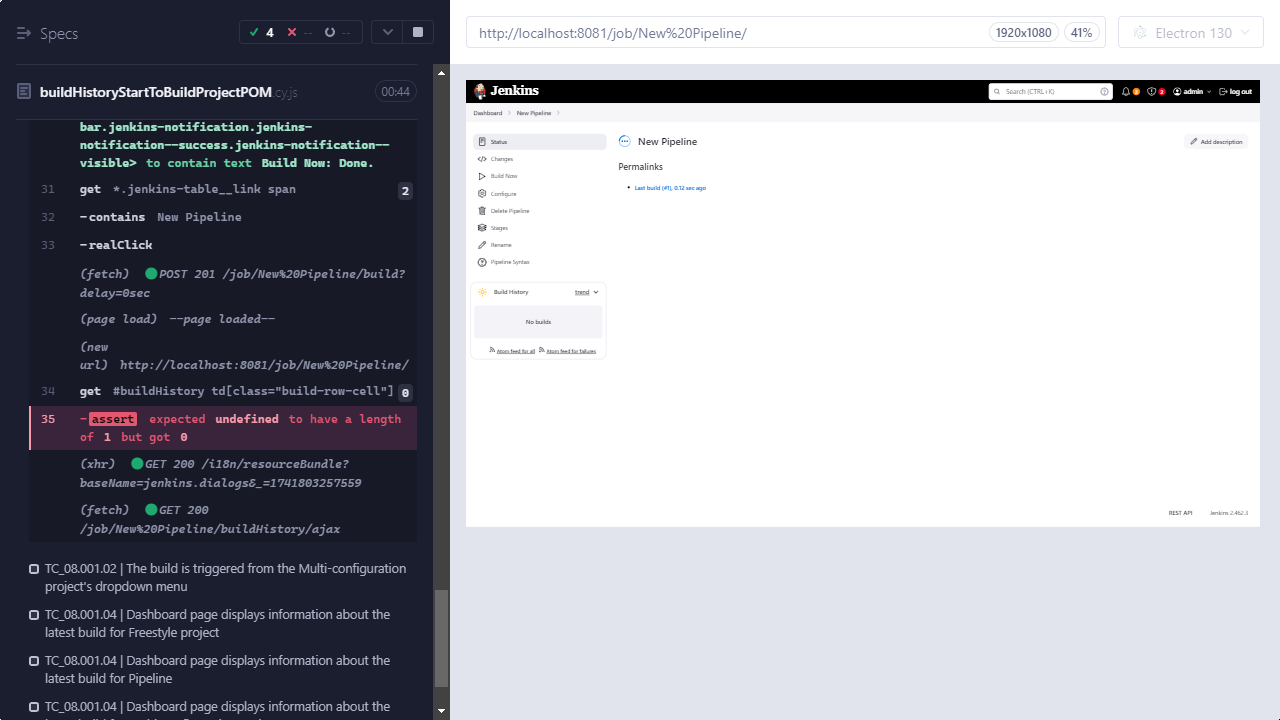 Specs
4
--
--
buildHistoryStartToBuildProjectPOM.cy.js
00:44
bar.jenkins-notification.jenkins-
notification--success.jenkins-notification--
visible> to contain text Build Now: Done.
31 get *.jenkins-table__link span 2
32 -contains New Pipeline
33 -realClick
(fetch) POST 201 /job/New%20Pipeline/build?
delay=0sec
(page load) --page loaded--
(new
url) http://localhost:8081/job/New%20Pipeline/
34 get #buildHistory td[class="build-row-cell"] 0
35 -assert expected undefined to have a length
of 1 but got 0
(xhr) GET 200 /i18n/resourceBundle?
baseName=jenkins.dialogs&_=1741803257559
(fetch) GET 200
/job/New%20Pipeline/buildHistory/ajax
TC_08.001.02 | The build is triggered from the Multi-configuration
project's dropdown menu
TC_08.001.04 | Dashboard page displays information about the
latest build for Freestyle project
TC_08.001.04 | Dashboard page displays information about the
latest build for Pipeline
TC_08.001.04 | Dashboard page displays information about the
http://localhost:8081/job/New%20Pipeline/
1920x1080
41%
Electron 130
Jenkins
Search (CTRL+K)
2
2
admin
log out
Dashboard
New Pipeline
Status
Changes
Build Now
Configure
Delete Pipeline
Stages
Rename
Pipeline Syntax
Build History
trend
No builds
Atom feed for all
Atom feed for failures
New Pipeline
Add description
Permalinks
Last build (#1), 0.12 sec ago
REST API
Jenkins 2.462.3